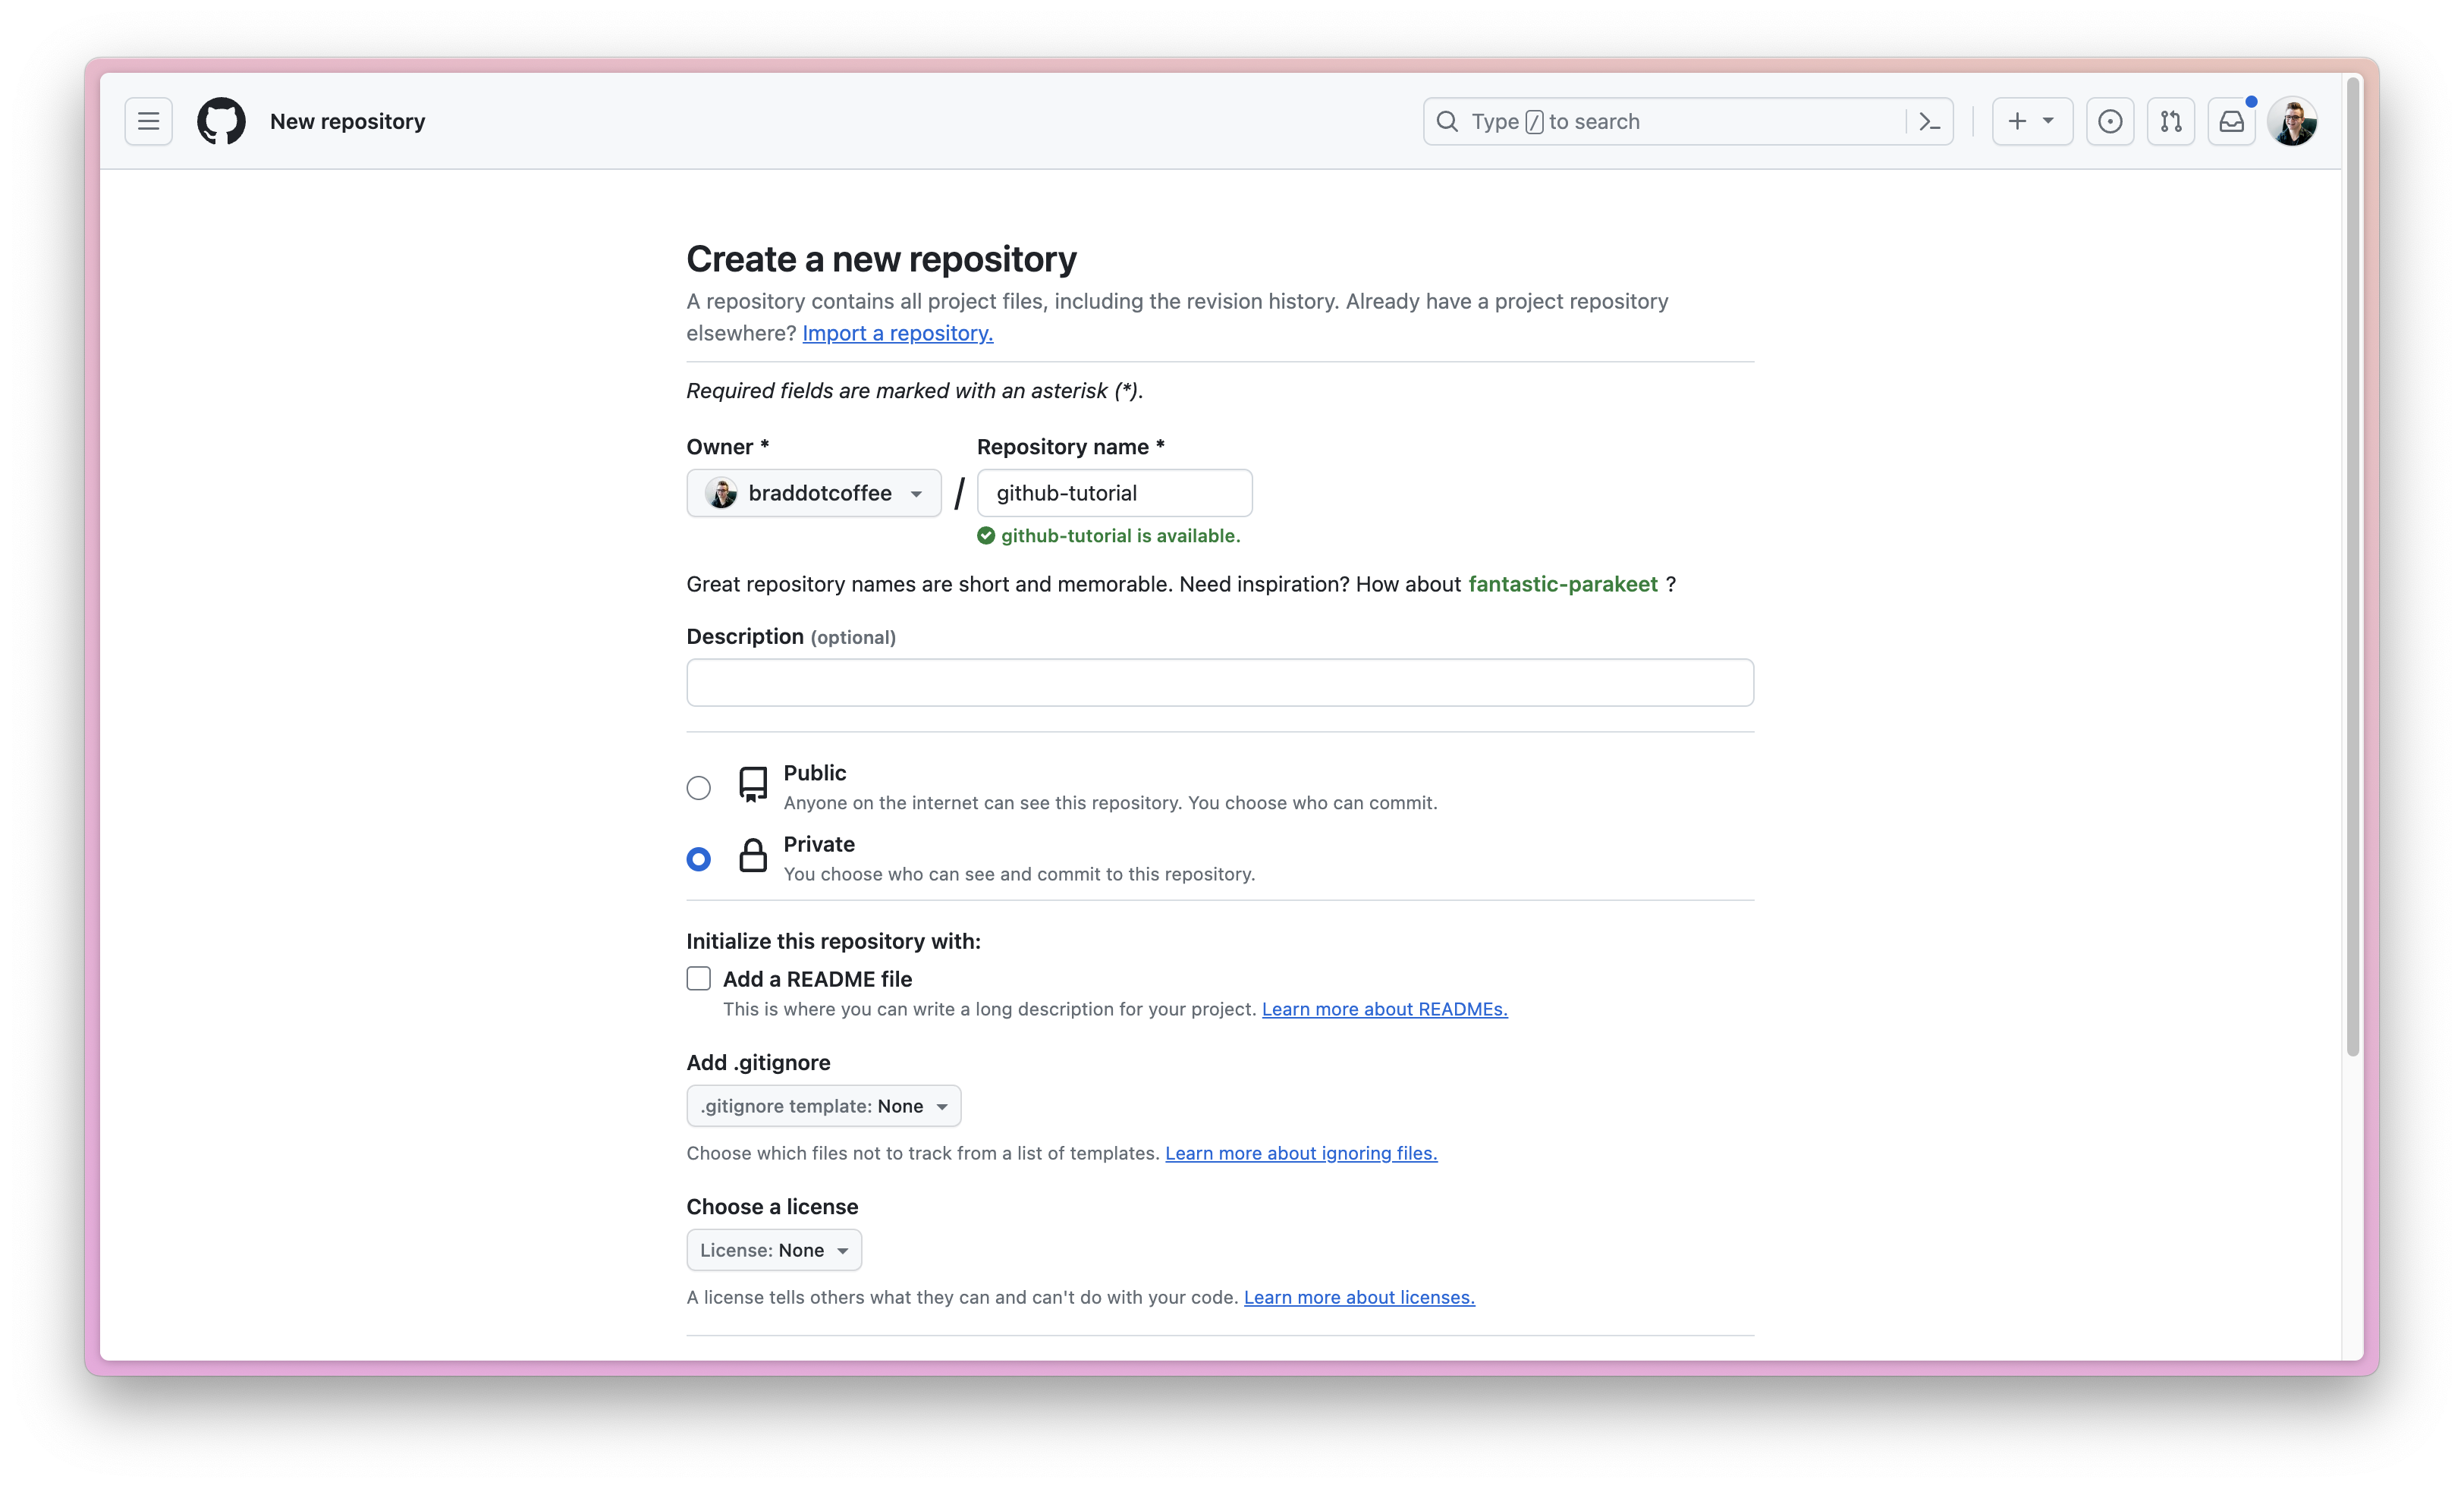 New repository
Type / to search
Create a new repository
A repository contains all project files, including the revision history. Already have a project repository
elsewhere? Import a repository.
Required fields are marked with an asterisk (*).
Owner * Repository name *
braddotcoffee / github-tutorial
github-tutorial is available.
Great repository names are short and memorable. Need inspiration? How about fantastic-parakeet ?
Description (optional)
Public
Anyone on the internet can see this repository. You choose who can commit.
Private
You choose who can see and commit to this repository.
Initialize this repository with:
Add a README file
This is where you can write a long description for your project. Learn more about READMEs.
Add .gitignore
.gitignore template: None
Choose which files not to track from a list of templates. Learn more about ignoring files.
Choose a license
License: None
A license tells others what they can and can't do with your code. Learn more about licenses.